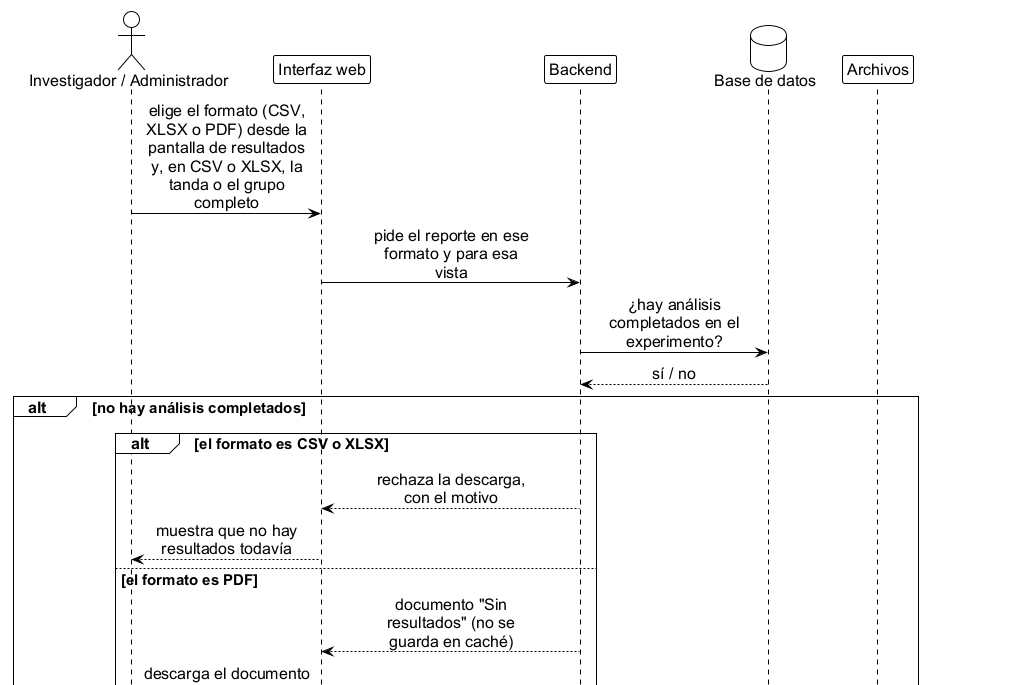 Investigador / Administrador
Interfaz web
Backend
Base de datos
Archivos
elige el formato (CSV,
XLSX o PDF) desde la
pantalla de resultados
y, en CSV o XLSX, la
tanda o el grupo
completo
pide el reporte en ese
formato y para esa
vista
¿hay análisis
completados en el
experimento?
sí / no
alt [no hay análisis completados]
alt [el formato es CSV o XLSX]
rechaza la descarga,
con el motivo
muestra que no hay
resultados todavía
[el formato es PDF]
documento "Sin
resultados" (no se
guarda en caché)
descarga el documento